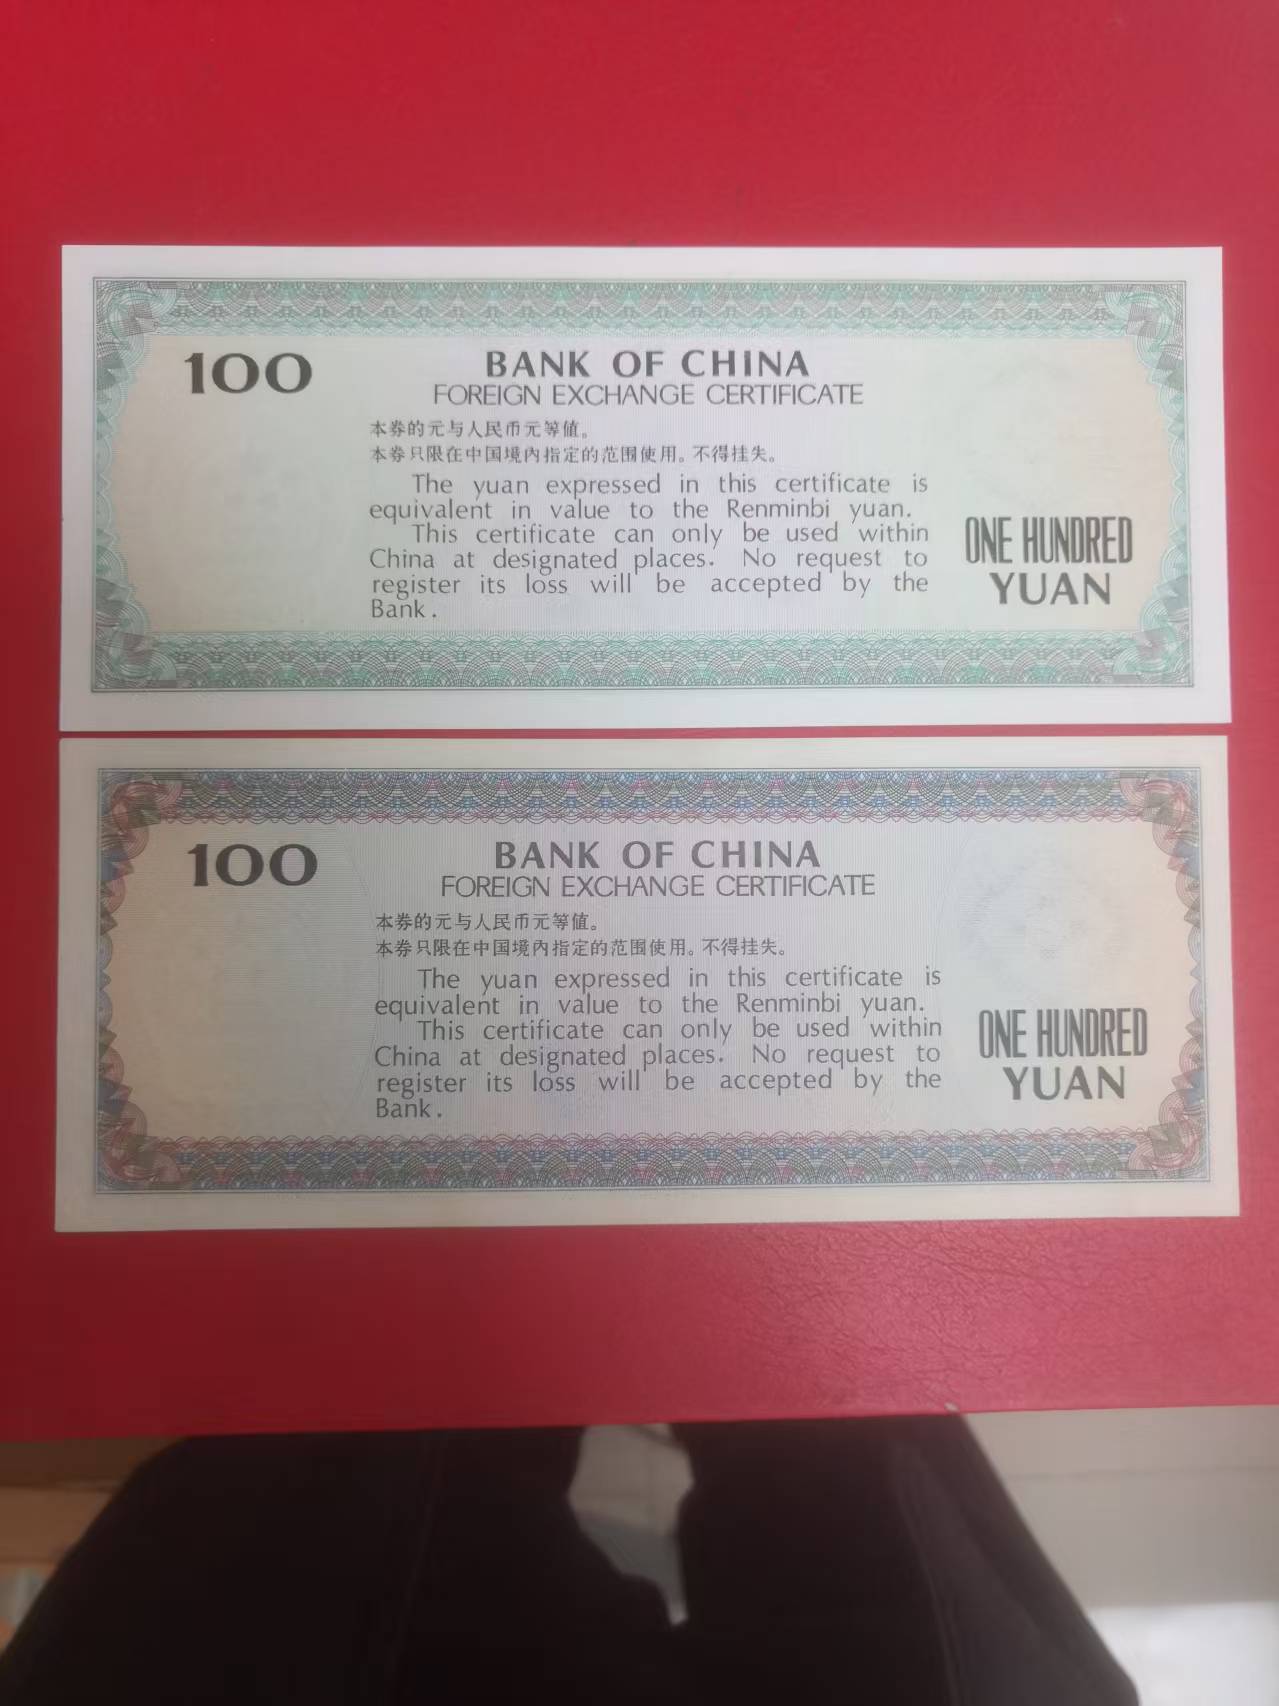 100
BANK OF CHINA
FOREIGN EXCHANGE CERTIFICATE
本券的元与人民币元等值。
本券只限在中国境内指定的范围使用。不得挂失。
The yuan expressed in this certificate is
equivalent in value to the Renminbi yuan.
This certificate can only be used within
China at designated places. No request to
register its loss will be accepted by the
Bank.
ONE HUNDRED
YUAN
100
BANK OF CHINA
FOREIGN EXCHANGE CERTIFICATE
本券的元与人民币元等值。
本券只限在中国境内指定的范围使用。不得挂失。
The yuan expressed in this certificate is
equivalent in value to the Renminbi yuan.
This certificate can only be used within
China at designated places. No request to
register its loss will be accepted by the
Bank.
ONE HUNDRED
YUAN